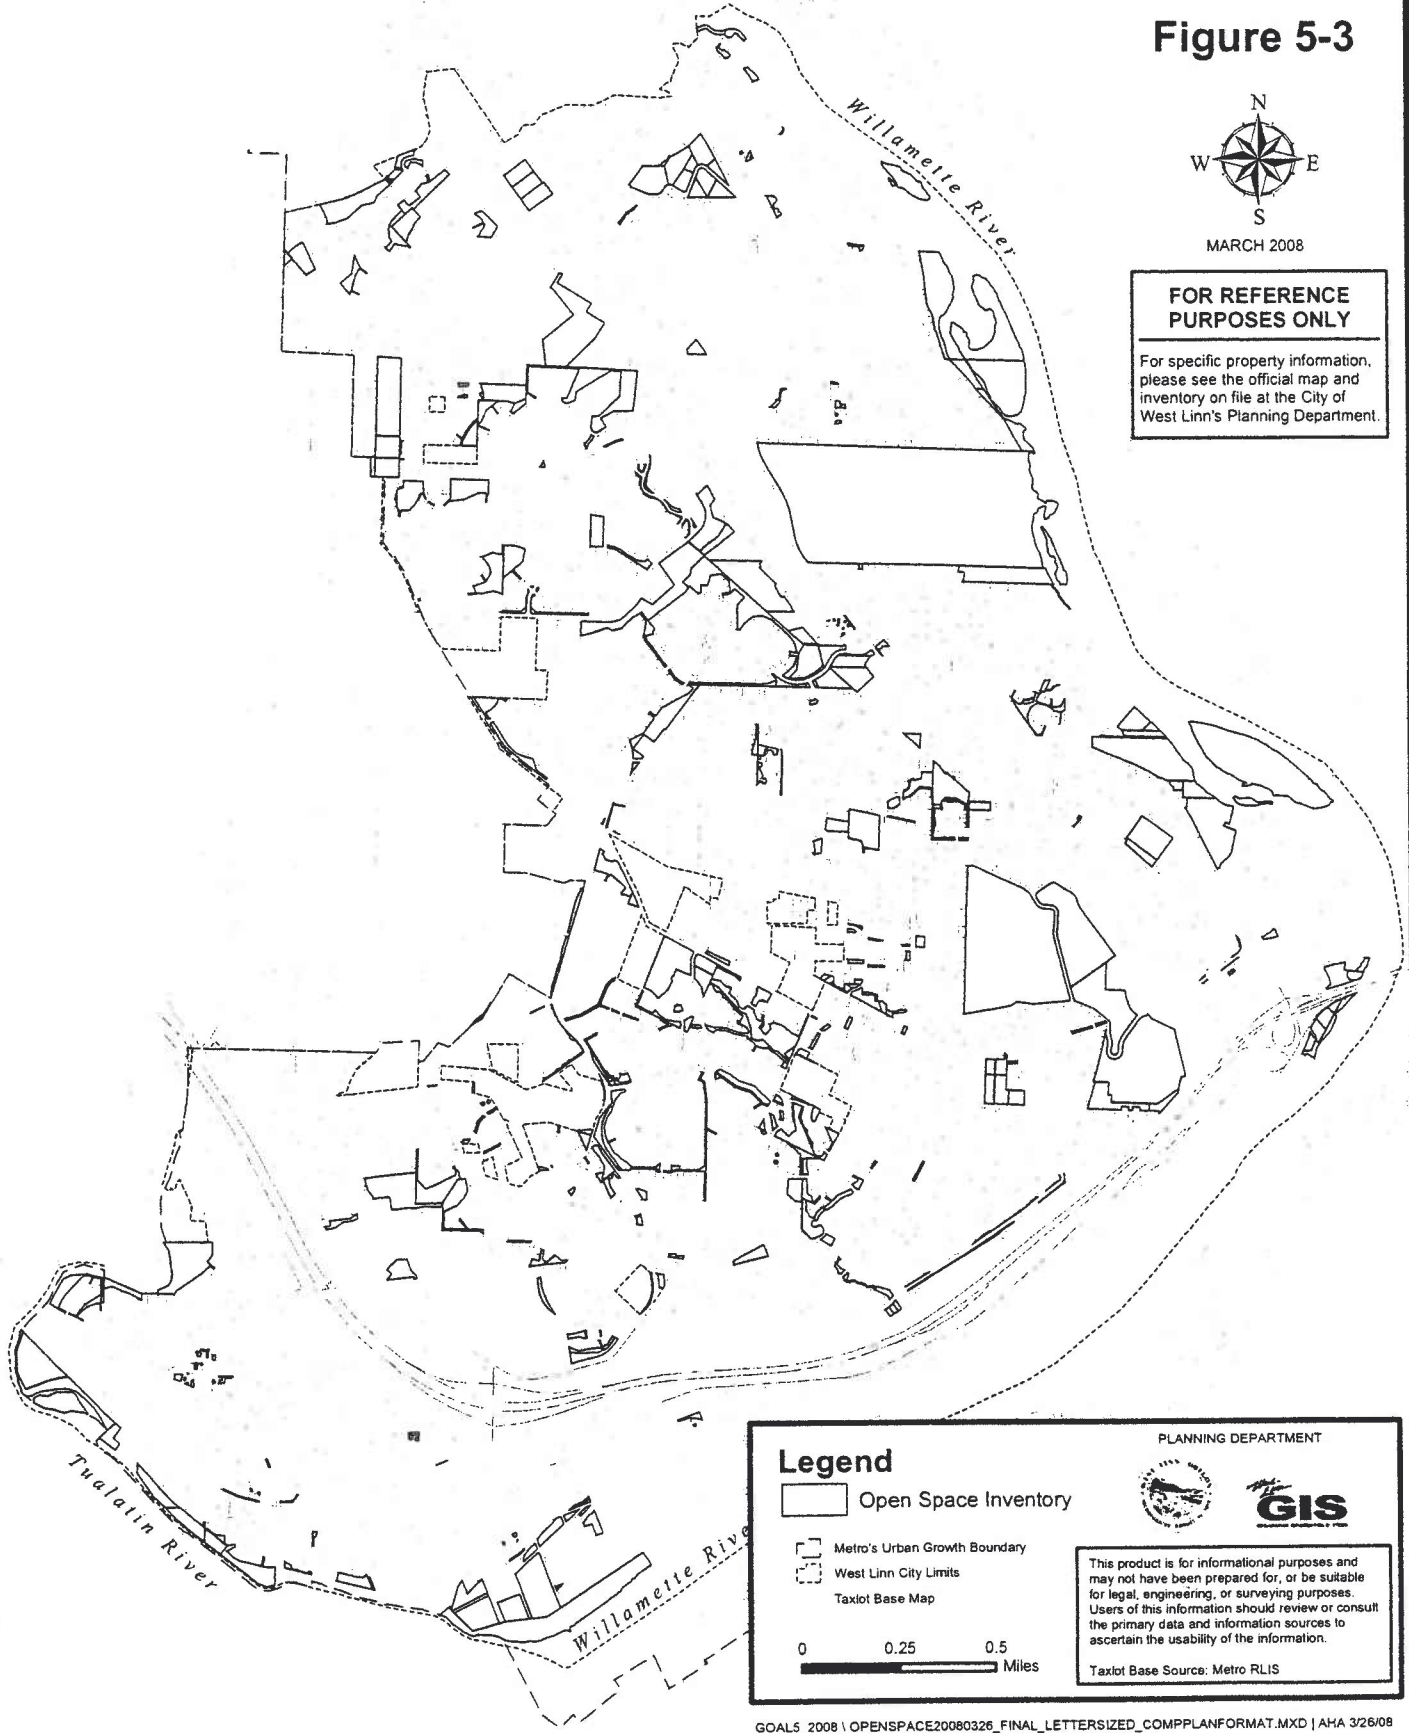 Figure 5-3
N
W E
S
MARCH 2008
FOR REFERENCE
PURPOSES ONLY
For specific property information,
please see the official map and
inventory on file at the City of
West Linn's Planning Department.
Willamette River
Tualatin River
Willamette Rive
Legend
Open Space Inventory
Metro's Urban Growth Boundary
West Linn City Limits
Taxlot Base Map
0 0.25 0.5
Miles
PLANNING DEPARTMENT
GIS
This product is for informational purposes and
may not have been prepared for, or be suitable
for legal, engineering, or surveying purposes.
Users of this information should review or consult
the primary data and information sources to
ascertain the usability of the information.
Taxlot Base Source: Metro RLIS
GOAL5_2008 \ OPENSPACE20080326_FINAL_LETTERSIZED_COMPPLANFORMAT.MXD | AHA 3/26/08